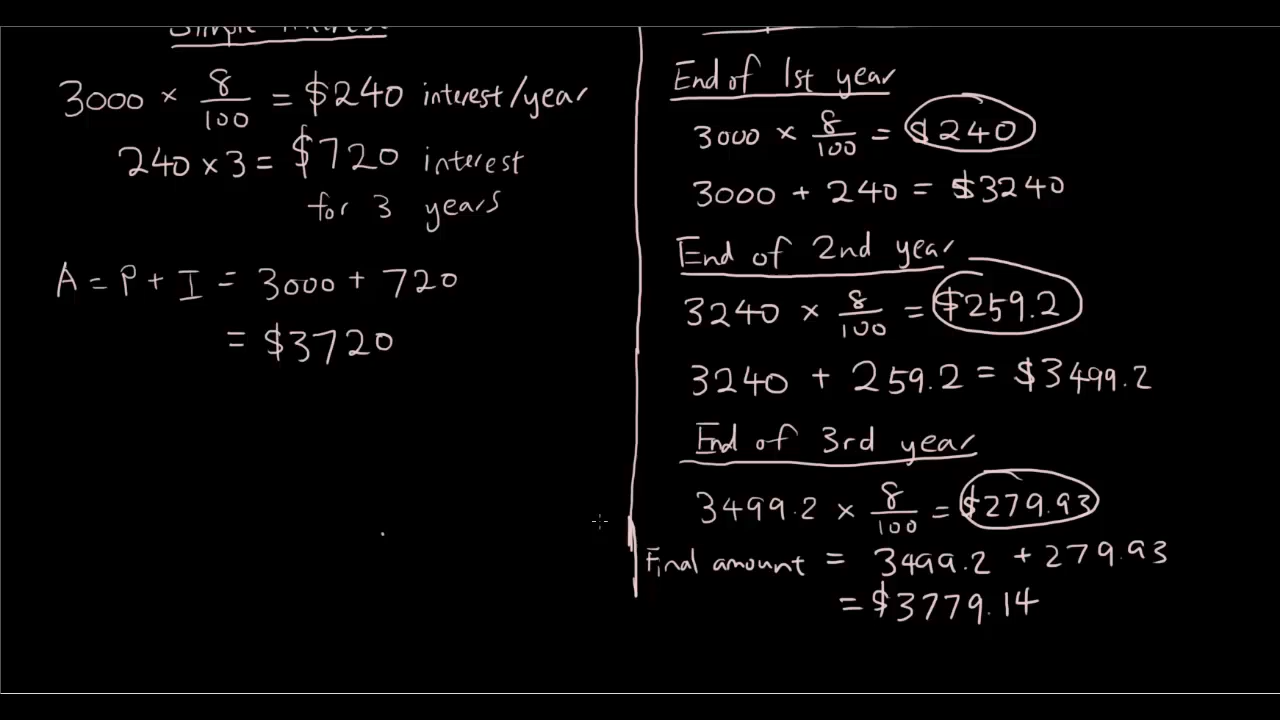 Simple Interest
3000 × 8/100 = $240 interest/year
240 × 3 = $720 interest
for 3 years
A = P + I = 3000 + 720
= $3720
End of 1st year
3000 × 8/100 = $240
3000 + 240 = $3240
End of 2nd year
3240 × 8/100 = $259.2
3240 + 259.2 = $3499.2
End of 3rd year
3499.2 × 8/100 = $279.93
Final amount = 3499.2 + 279.93
= $3779.14